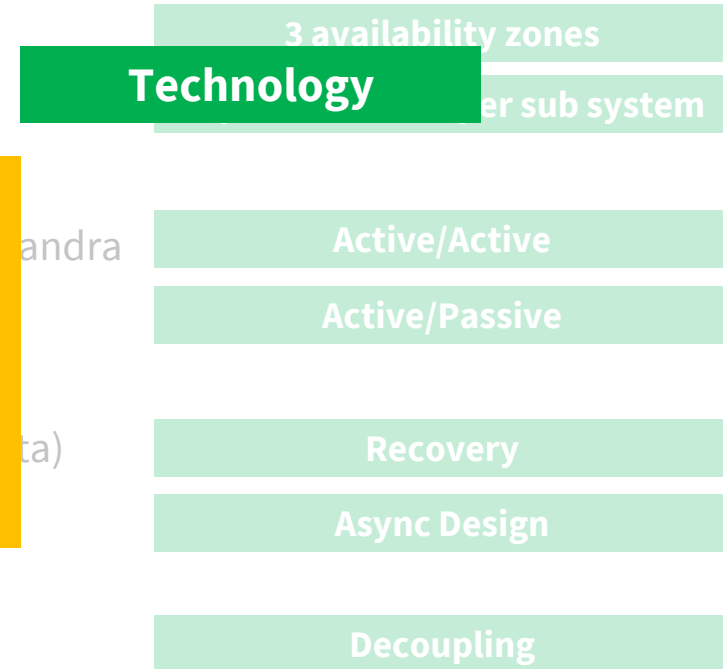 3 availability zones
Technology
er sub system
andra
Active/Active
Active/Passive
ta)
Recovery
Async Design
Decoupling